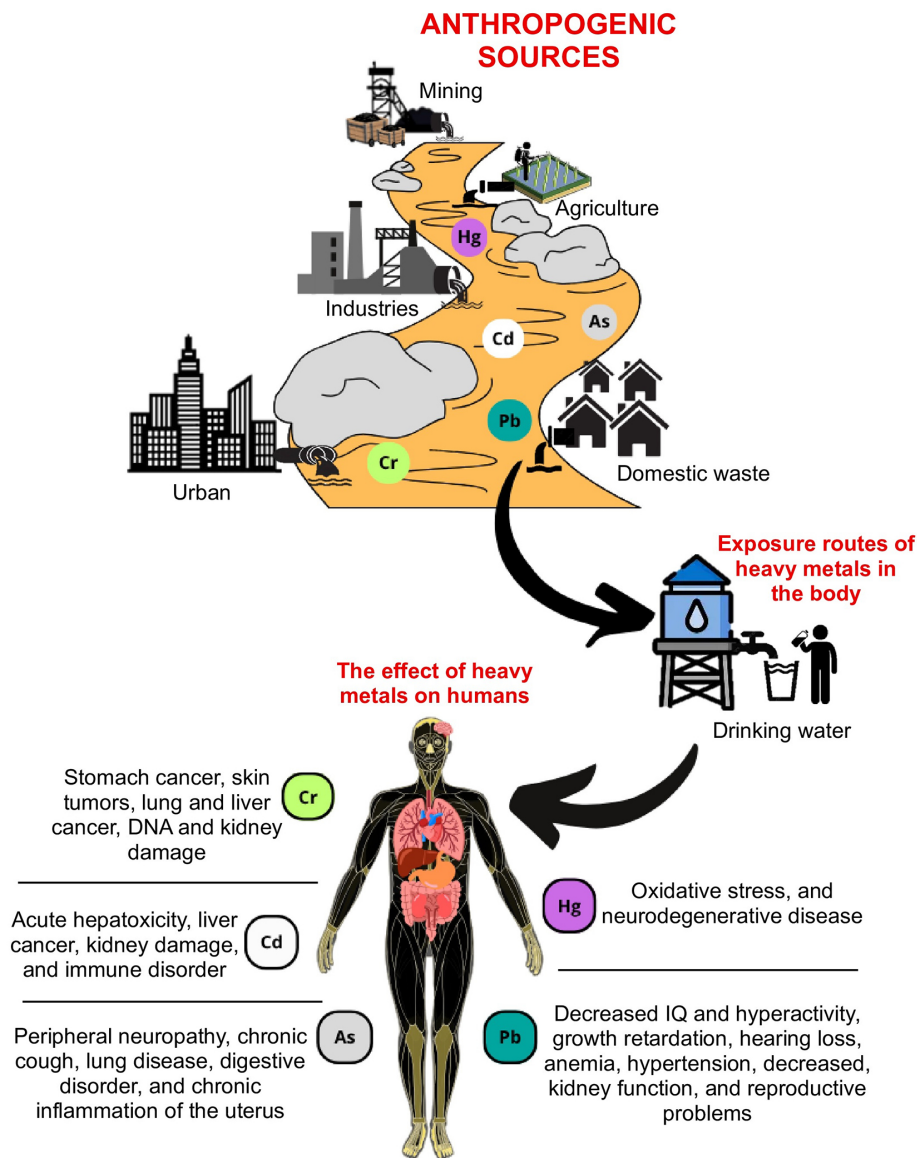 ANTHROPOGENIC
SOURCES
Mining
Agriculture
Hg
Industries
As
Cd
Pb
Urban
Cr
Domestic waste
Exposure routes of
heavy metals in
the body
Drinking water
The effect of heavy
metals on humans
Stomach cancer, skin
tumors, lung and liver
cancer, DNA and kidney
damage
Cr
Acute hepatoxicity, liver
cancer, kidney damage,
and immune disorder
Cd
Peripheral neuropathy, chronic
cough, lung disease, digestive
disorder, and chronic
inflammation of the uterus
As
Hg
Oxidative stress, and
neurodegenerative disease
Pb
Decreased IQ and hyperactivity,
growth retardation, hearing loss,
anemia, hypertension, decreased,
kidney function, and reproductive
problems